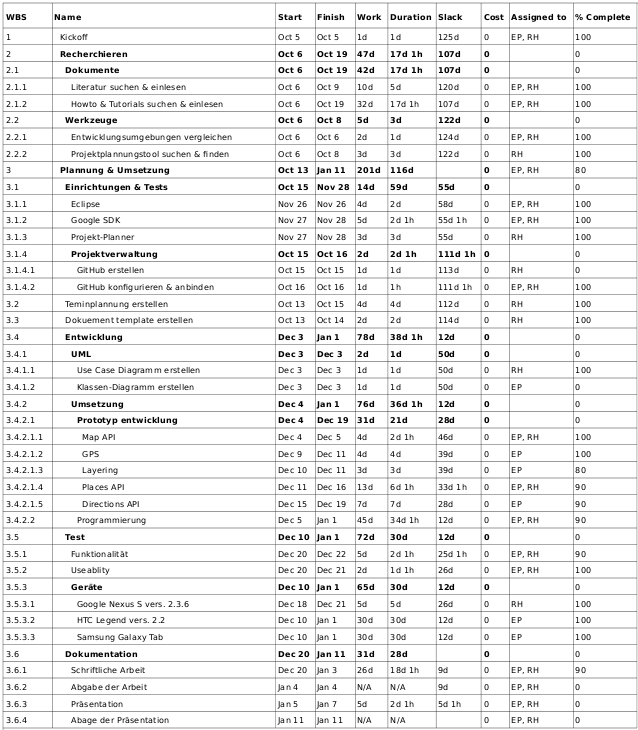 WBS Name Start Finish Work Duration Slack Cost Assigned to % Complete
1 Kickoff Oct 5 Oct 5 1d 1d 125d 0 EP, RH 100
2 Recherchieren Oct 6 Oct 19 47d 17d 1h 107d 0 0
2.1 Dokumente Oct 6 Oct 19 42d 17d 1h 107d 0 0
2.1.1 Literatur suchen & einlesen Oct 6 Oct 9 10d 5d 120d 0 EP, RH 100
2.1.2 Howto & Tutorials suchen & einlesen Oct 6 Oct 19 32d 17d 1h 107d 0 EP, RH 100
2.2 Werkzeuge Oct 6 Oct 8 5d 3d 122d 0 0
2.2.1 Entwicklungsumgebungen vergleichen Oct 6 Oct 6 2d 1d 124d 0 EP, RH 100
2.2.2 Projektplannungstool suchen & finden Oct 6 Oct 8 3d 3d 122d 0 RH 100
3 Plannung & Umsetzung Oct 13 Jan 11 201d 116d 0 EP, RH 80
3.1 Einrichtungen & Tests Oct 15 Nov 28 14d 59d 55d 0 0
3.1.1 Eclipse Nov 26 Nov 26 4d 2d 58d 0 EP, RH 100
3.1.2 Google SDK Nov 27 Nov 28 5d 2d 1h 55d 1h 0 EP, RH 100
3.1.3 Projekt-Planner Nov 27 Nov 28 3d 3d 55d 0 RH 100
3.1.4 Projektverwaltung Oct 15 Oct 16 2d 2d 1h 111d 1h 0 0
3.1.4.1 GitHub erstellen Oct 15 Oct 15 1d 1d 113d 0 RH 0
3.1.4.2 GitHub konfigurieren & anbinden Oct 16 Oct 16 1d 1h 111d 1h 0 EP, RH 100
3.2 Teminplannung erstellen Oct 13 Oct 15 4d 4d 112d 0 RH 100
3.3 Dokuement template erstellen Oct 13 Oct 14 2d 2d 114d 0 RH 100
3.4 Entwicklung Dec 3 Jan 1 78d 38d 1h 12d 0 0
3.4.1 UML Dec 3 Dec 3 2d 1d 50d 0 0
3.4.1.1 Use Case Diagramm erstellen Dec 3 Dec 3 1d 1d 50d 0 RH 100
3.4.1.2 Klassen-Diagramm erstellen Dec 3 Dec 3 1d 1d 50d 0 EP 0
3.4.2 Umsetzung Dec 4 Jan 1 76d 36d 1h 12d 0 0
3.4.2.1 Prototyp entwicklung Dec 4 Dec 19 31d 21d 28d 0 0
3.4.2.1.1 Map API Dec 4 Dec 5 4d 2d 1h 46d 0 EP, RH 100
3.4.2.1.2 GPS Dec 9 Dec 11 4d 4d 39d 0 EP 100
3.4.2.1.3 Layering Dec 10 Dec 11 3d 3d 39d 0 EP 80
3.4.2.1.4 Places API Dec 11 Dec 16 13d 6d 1h 33d 1h 0 EP, RH 90
3.4.2.1.5 Directions API Dec 15 Dec 19 7d 7d 28d 0 EP 90
3.4.2.2 Programmierung Dec 5 Jan 1 45d 34d 1h 12d 0 EP, RH 90
3.5 Test Dec 10 Jan 1 72d 30d 12d 0 0
3.5.1 Funktionalität Dec 20 Dec 22 5d 2d 1h 25d 1h 0 EP, RH 90
3.5.2 Useablity Dec 20 Dec 21 2d 1d 1h 26d 0 EP, RH 100
3.5.3 Geräte Dec 10 Jan 1 65d 30d 12d 0 0
3.5.3.1 Google Nexus S vers. 2.3.6 Dec 18 Dec 21 5d 5d 26d 0 RH 100
3.5.3.2 HTC Legend vers. 2.2 Dec 10 Jan 1 30d 30d 12d 0 EP 100
3.5.3.3 Samsung Galaxy Tab Dec 10 Jan 1 30d 30d 12d 0 EP 100
3.6 Dokumentation Dec 20 Jan 11 31d 28d 0 0
3.6.1 Schriftliche Arbeit Dec 20 Jan 3 26d 18d 1h 9d 0 EP, RH 90
3.6.2 Abgabe der Arbeit Jan 4 Jan 4 N/A N/A 9d 0 EP, RH 0
3.6.3 Präsentation Jan 5 Jan 7 5d 2d 1h 5d 1h 0 EP, RH 0
3.6.4 Abage der Präsentation Jan 11 Jan 11 N/A N/A 0 EP, RH 0